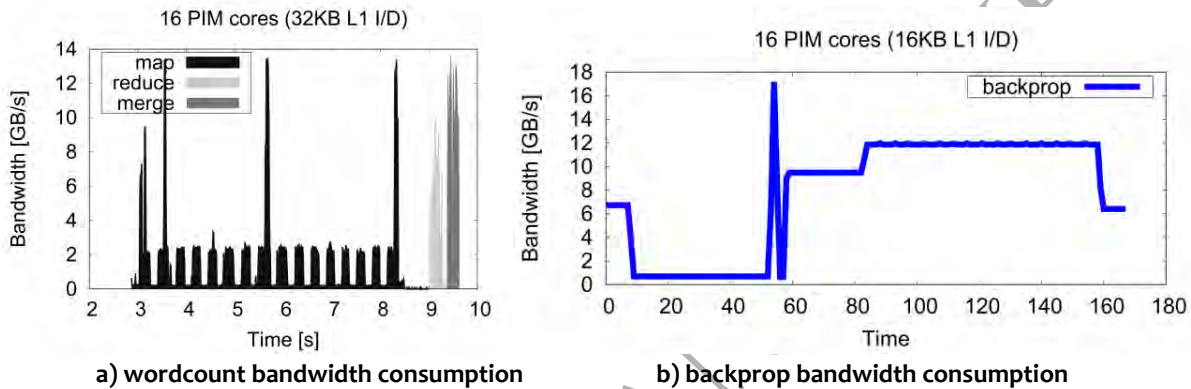 16 PIM cores (32KB L1 I/D)
14
12
10
8
6
4
2
0
Bandwidth [GB/s]
map
reduce
merge
2 3 4 5 6 7 8 9 10
Time [s]
a) wordcount bandwidth consumption
16 PIM cores (16KB L1 I/D)
18
16
14
12
10
8
6
4
2
0
Bandwidth [GB/s]
backprop
0 20 40 60 80 100 120 140 160 180
Time
b) backprop bandwidth consumption